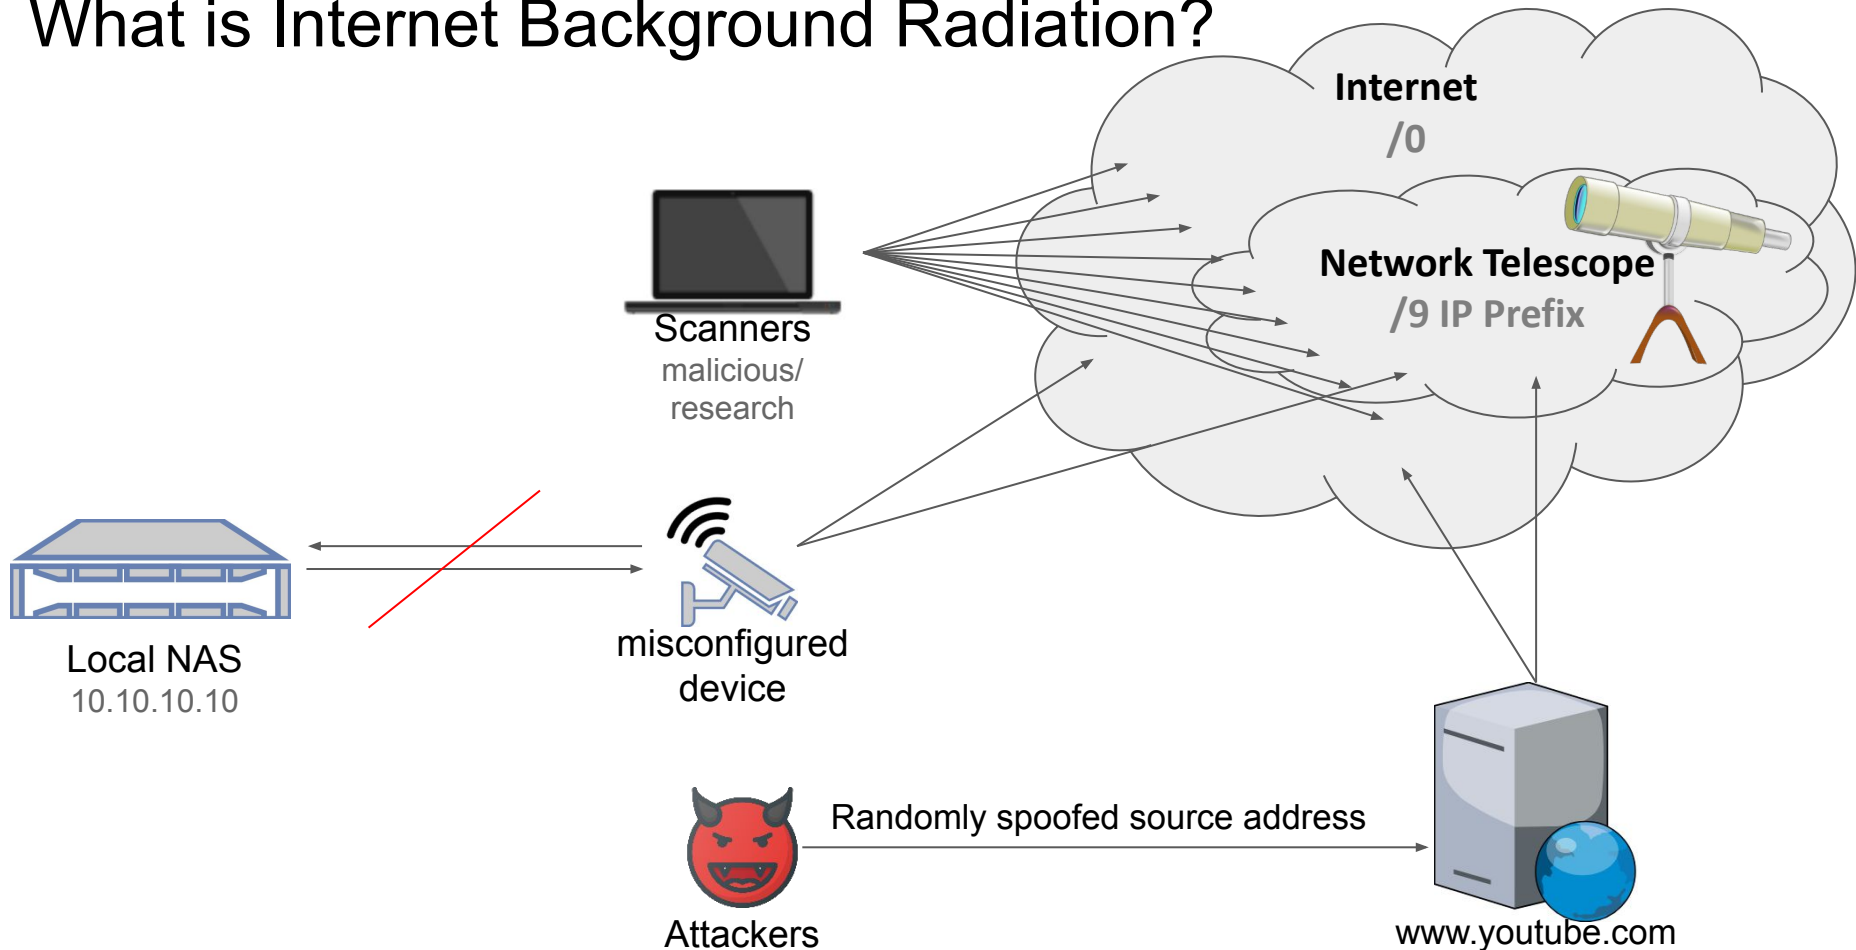 What is Internet Background Radiation?
Internet
/0
Network Telescope
/9 IP Prefix
Scanners
malicious/
research
Local NAS
10.10.10.10
misconfigured
device
Randomly spoofed source address
Attackers
www.youtube.com